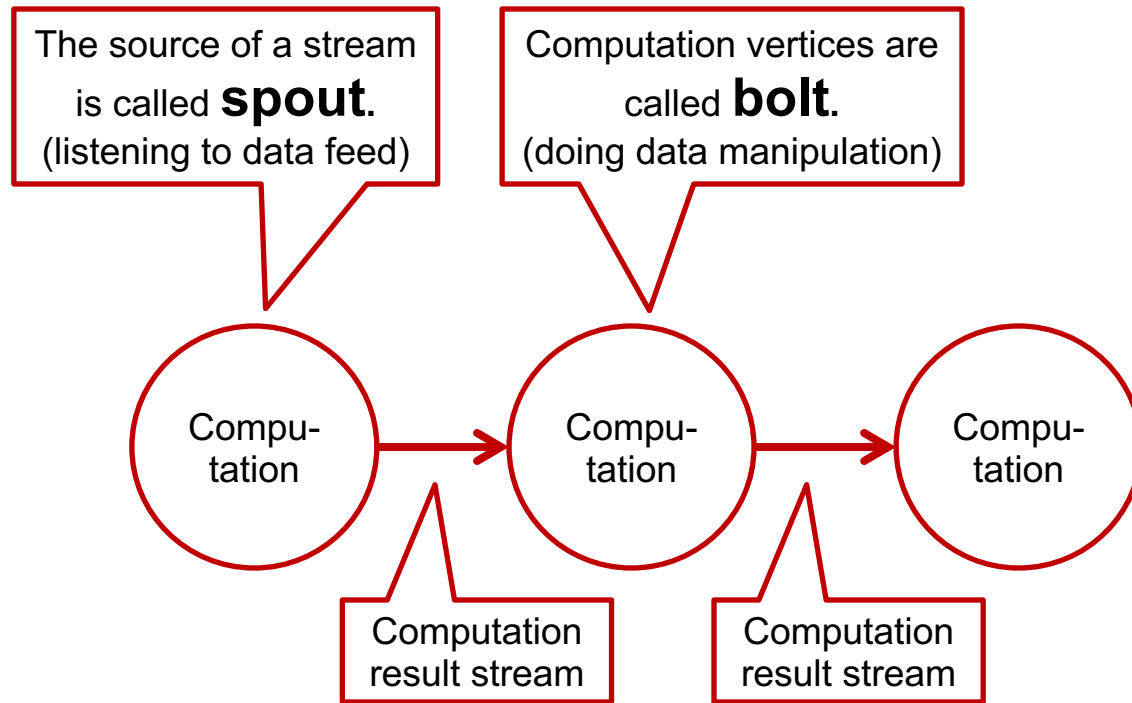 The source of a stream
is called spout.
(listening to data feed)
Computation vertices are
called bolt.
(doing data manipulation)
Compu-
tation
Compu-
tation
Compu-
tation
Computation
result stream
Computation
result stream